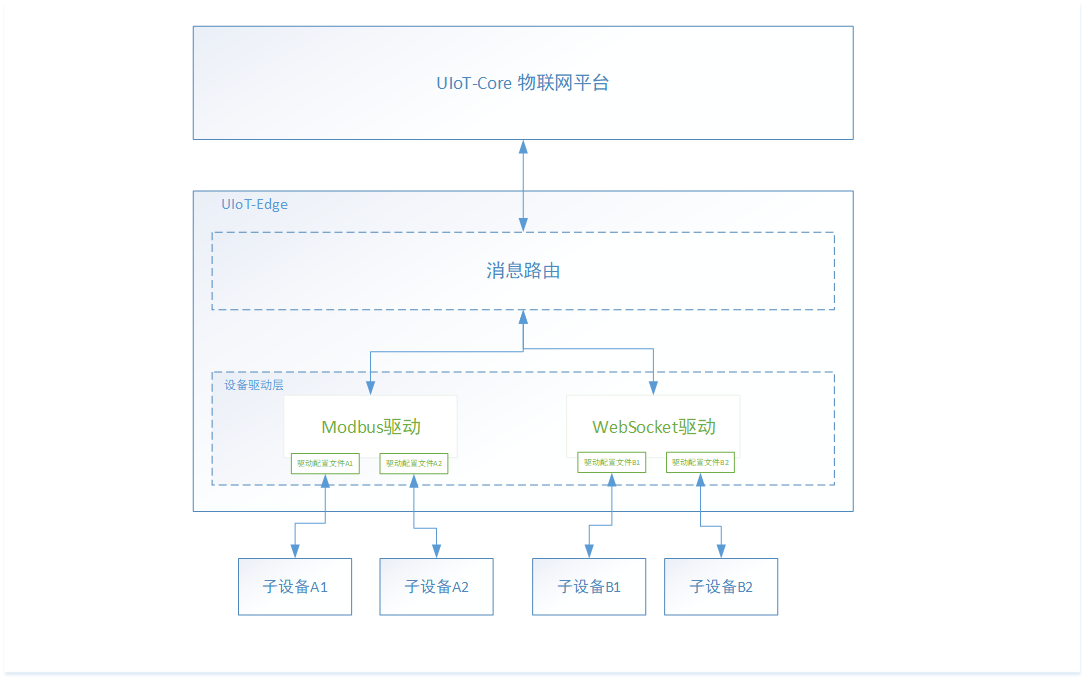 UIoT-Core 物联网平台
UIoT-Edge
消息路由
设备驱动层
Modbus驱动
WebSocket驱动
驱动配置文件A1
驱动配置文件A2
驱动配置文件B1
驱动配置文件B2
子设备A1
子设备A2
子设备B1
子设备B2